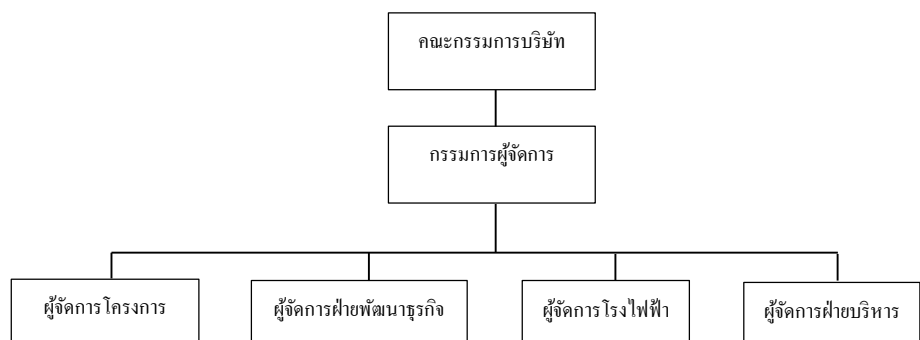 คณะกรรมการบริษัท
กรรมการผู้จัดการ
ผู้จัดการโครงการ
ผู้จัดการฝ่ายพัฒนาธุรกิจ
ผู้จัดการโรงไฟฟ้า
ผู้จัดการฝ่ายบริหาร